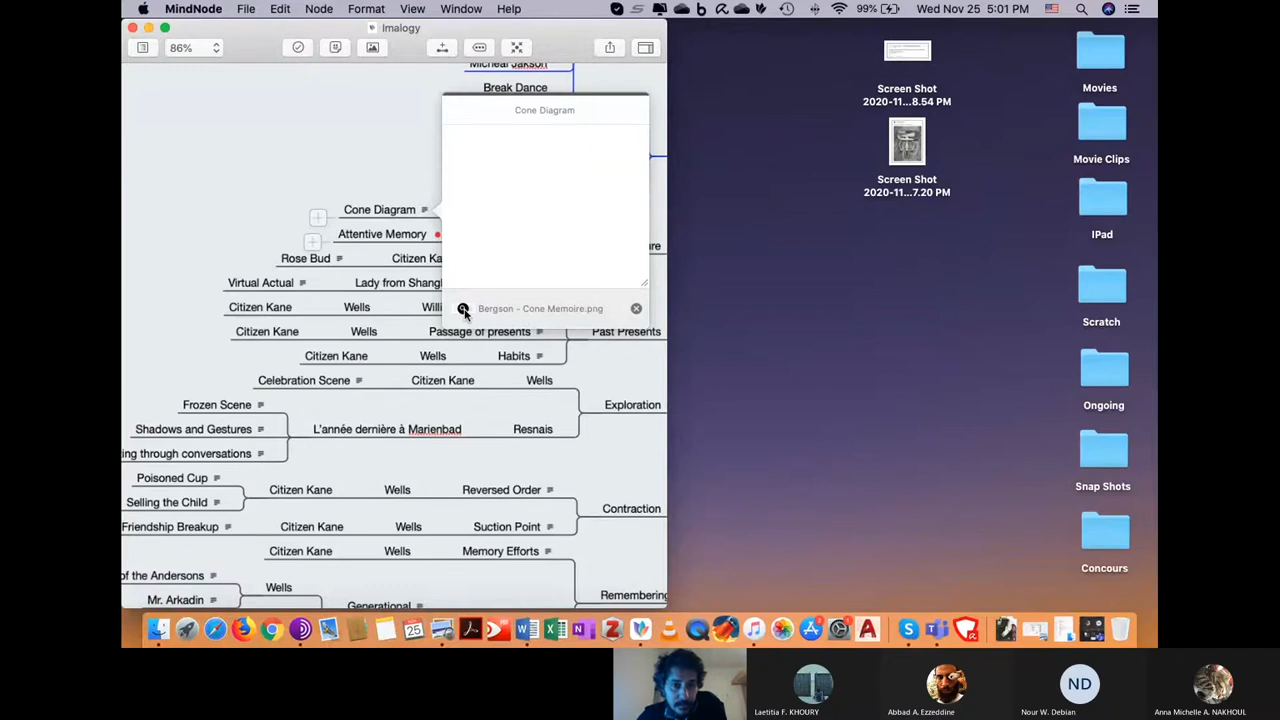 MindNode File Edit Node Format View Window Help 99% Wed Nov 25 5:01 PM
Imalogy
86%
Micheal Jakson
Break Dance
Cone Diagram
Cone Diagram
Attentive Memory
Rose Bud Citizen Ka
Virtual Actual Lady from Shangh
Citizen Kane Wells Willi
Bergson - Cone Memoire.png
Citizen Kane Wells Passage of presents Past Presents
Citizen Kane Wells Habits
Celebration Scene Citizen Kane Wells
Frozen Scene Exploration
Shadows and Gestures L'année dernière à Marienbad Resnais
ing through conversations
Poisoned Cup
Citizen Kane Wells Reversed Order
Selling the Child
Contraction
Friendship Breakup Citizen Kane Wells Suction Point
Citizen Kane Wells Memory Efforts
of the Andersons
Wells
Mr. Arkadin Generational Remembering
Screen Shot
2020-11...8.54 PM
Screen Shot
2020-11...7.20 PM
Movies
Movie Clips
IPad
Scratch
Ongoing
Snap Shots
Concours
NOV
25
ND
Laetitia F. KHOURY
Abbad A. Ezzeddine
Nour W. Debian
Anna Michelle A. NAKHOUL